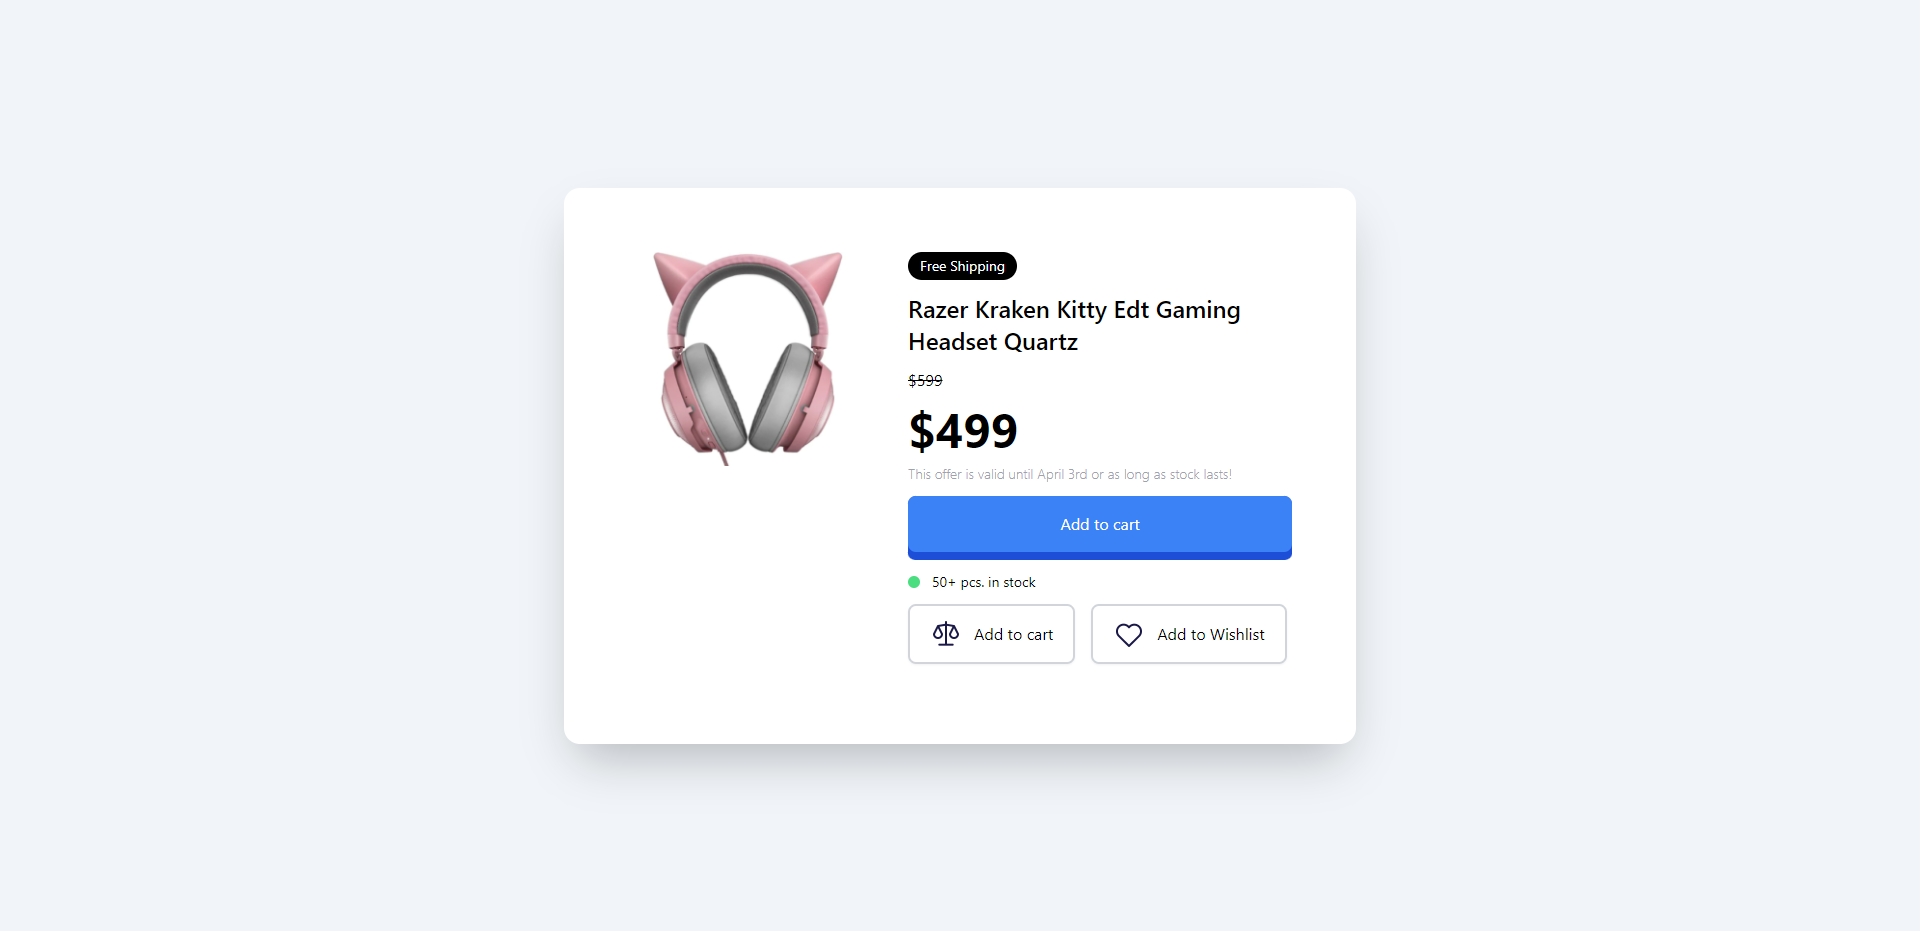 Free Shipping
Razer Kraken Kitty Edt Gaming
Headset Quartz
$599
$499
This offer is valid until April 3rd or as long as stock lasts!
Add to cart
50+ pcs. in stock
Add to cart
Add to Wishlist